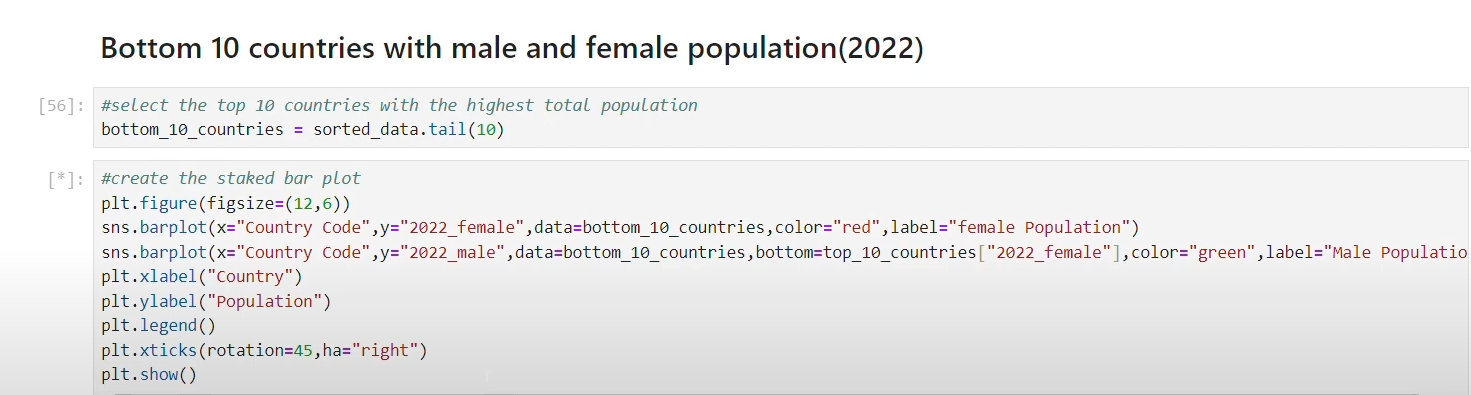 Bottom 10 countries with male and female population(2022)
[56]:
#select the top 10 countries with the highest total population
bottom_10_countries = sorted_data.tail(10)
[*]:
#create the staked bar plot
plt.figure(figsize=(12,6))
sns.barplot(x="Country Code",y="2022_female",data=bottom_10_countries,color="red",label="female Population")
sns.barplot(x="Country Code",y="2022_male",data=bottom_10_countries,bottom=top_10_countries["2022_female"],color="green",label="Male Populatio
plt.xlabel("Country")
plt.ylabel("Population")
plt.legend()
plt.xticks(rotation=45,ha="right")
plt.show()